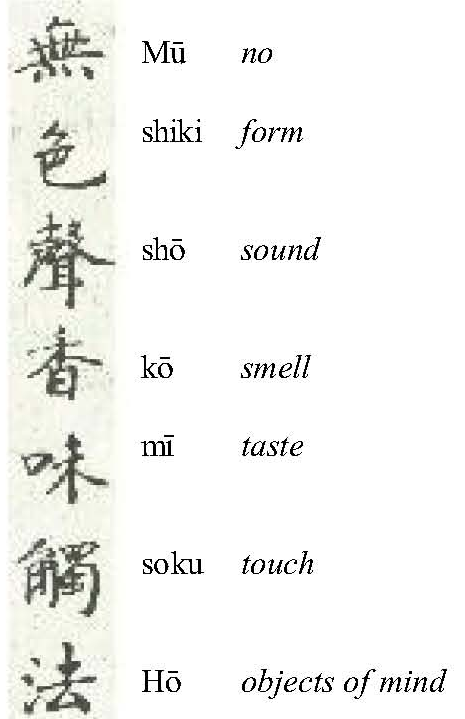 無 Mū no
色 shiki form
聲 shō sound
香 kō smell
味 mī taste
觸 soku touch
法 Hō objects of mind